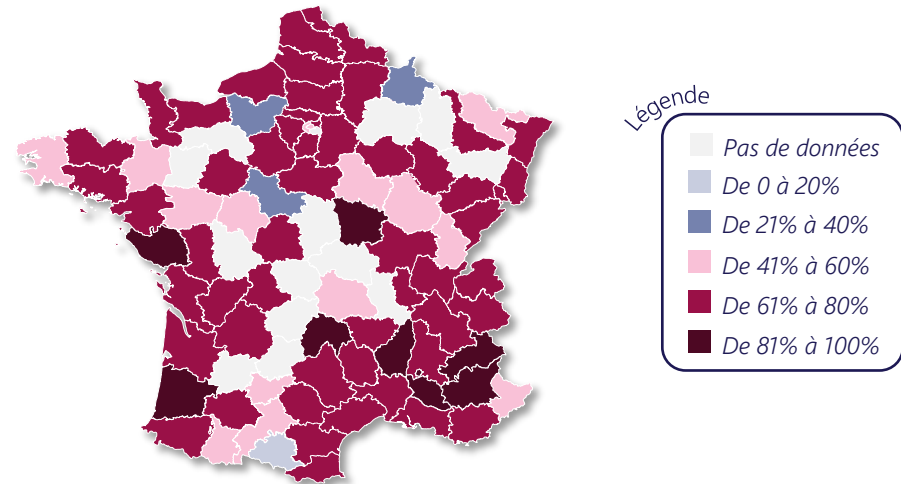 Légende
Pas de données
De 0 à 20%
De 21% à 40%
De 41% à 60%
De 61% à 80%
De 81% à 100%